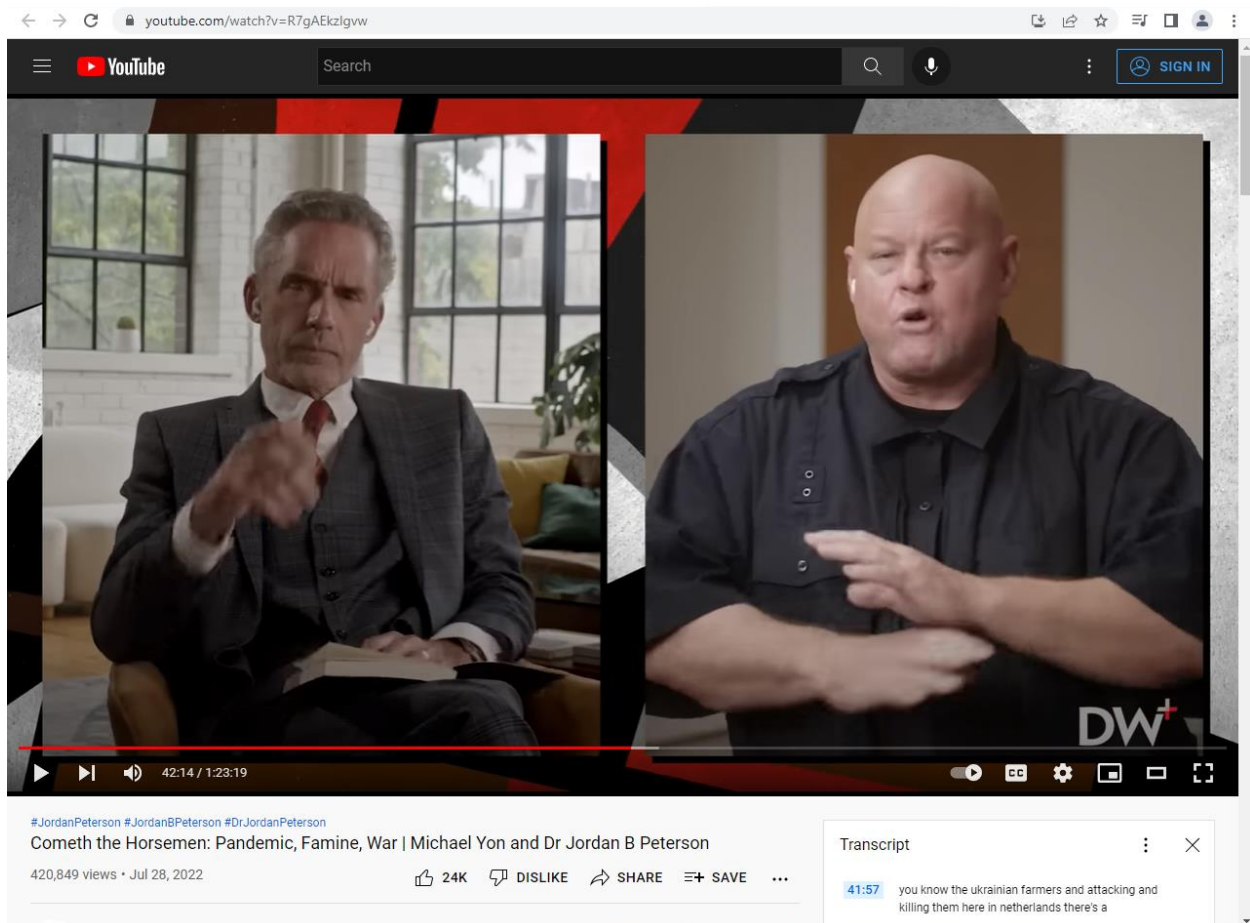 youtube.com/watch?v=R7gAEkzlgvw
YouTube
Search
SIGN IN
DW+
42:14 / 1:23:19
CC
#JordanPeterson #JordanBPeterson #DrJordanPeterson
Cometh the Horsemen: Pandemic, Famine, War | Michael Yon and Dr Jordan B Peterson
420,849 views • Jul 28, 2022
24K
DISLIKE
SHARE
SAVE
Transcript
41:57
you know the ukrainian farmers and attacking and
killing them here in netherlands there's a